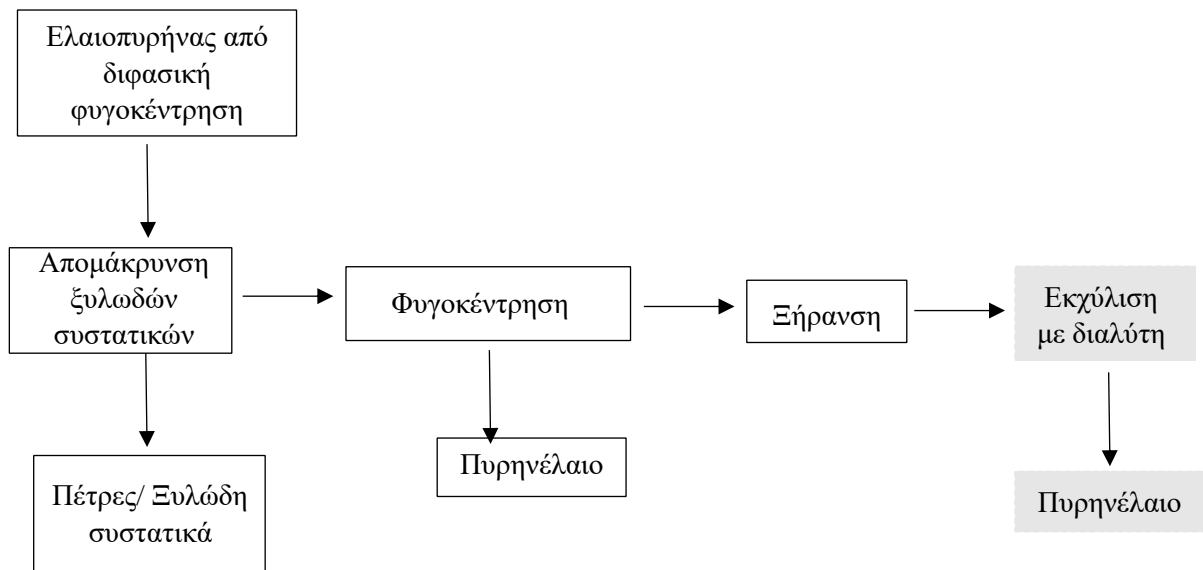 Ελαιοπυρήνας από
διφασική
φυγοκέντρηση
Απομάκρυνση
ξυλωδών
συστατικών
Φυγοκέντρηση
Ξήρανση
Εκχύλιση
με διαλύτη
Πέτρες/ Ξυλώδη
συστατικά
Πυρηνέλαιο
Πυρηνέλαιο